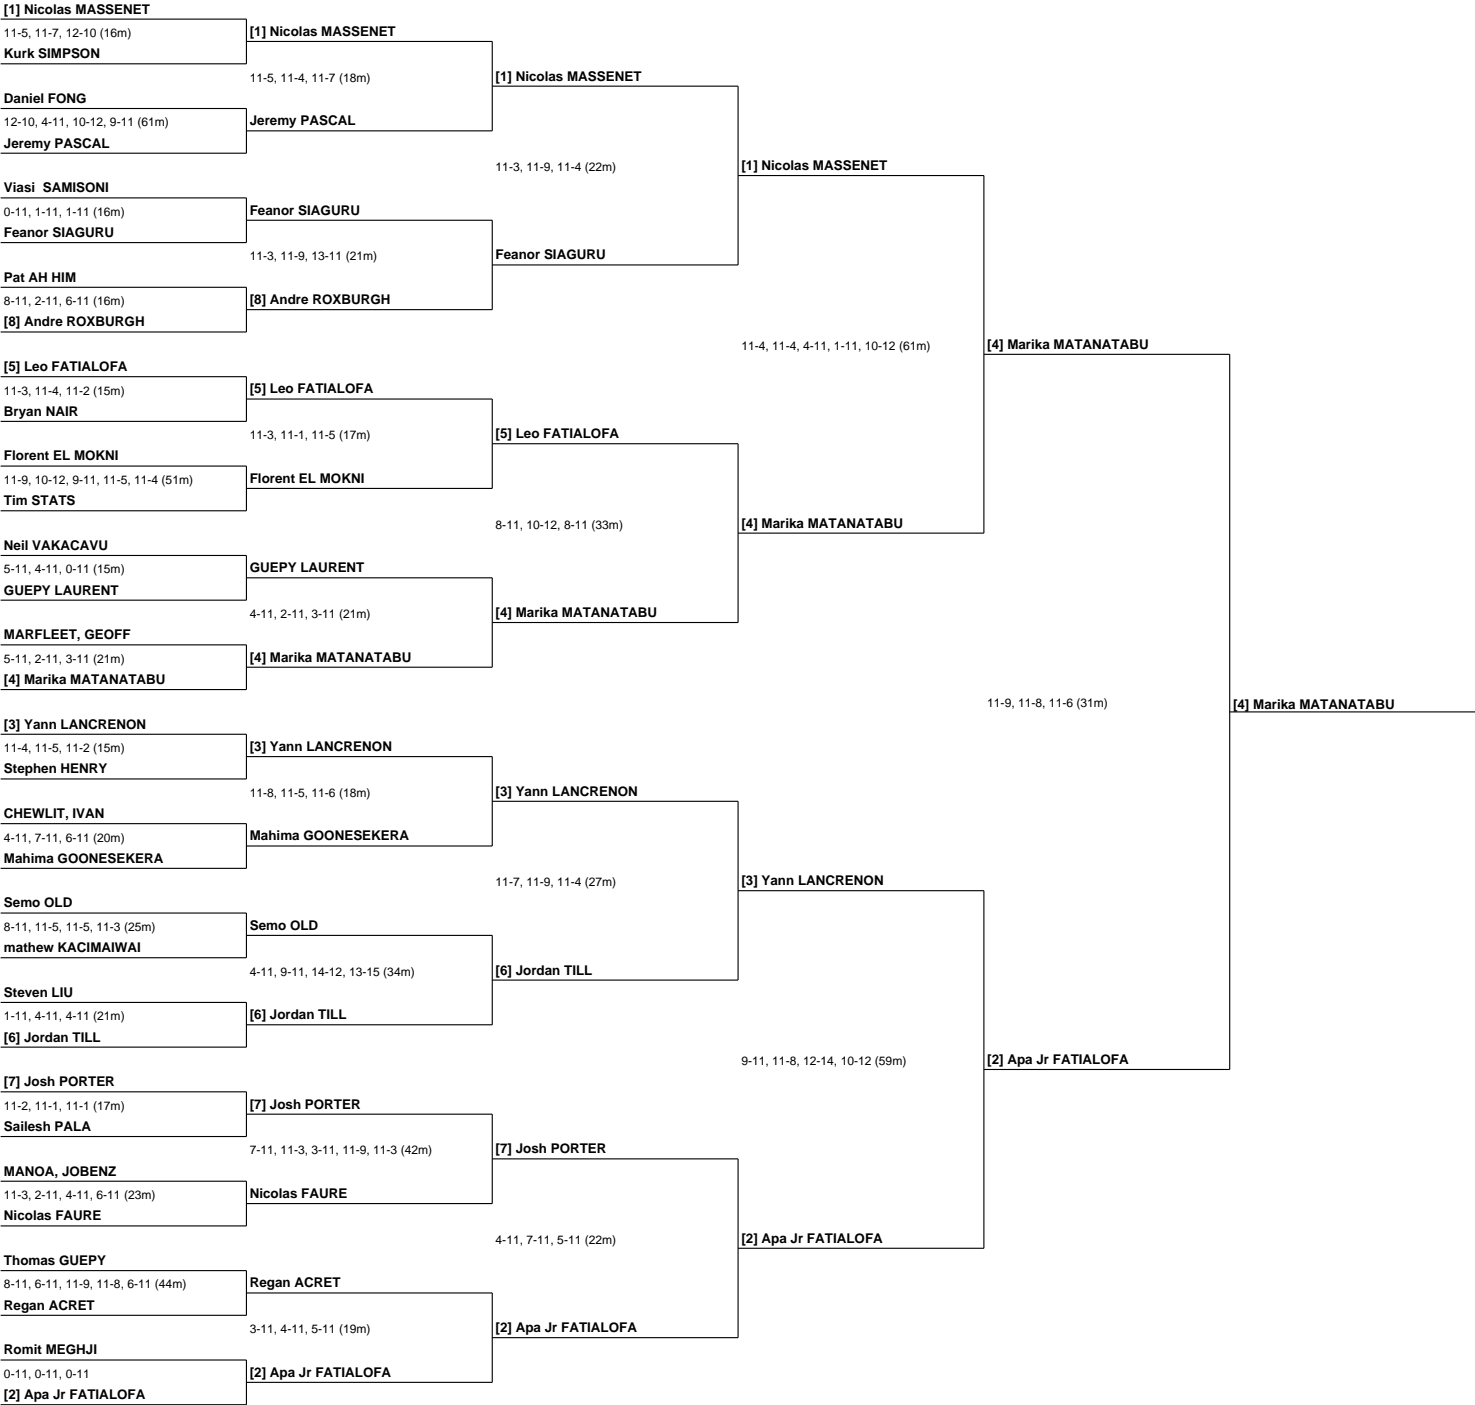 [1] Nicolas MASSENET
11-5, 11-7, 12-10 (16m)
[1] Nicolas MASSENET
Kurk SIMPSON
11-5, 11-4, 11-7 (18m)
[1] Nicolas MASSENET
Daniel FONG
12-10, 4-11, 10-12, 9-11 (61m)
Jeremy PASCAL
Jeremy PASCAL
11-3, 11-9, 11-4 (22m)
[1] Nicolas MASSENET
Viasi  SAMISONI
0-11, 1-11, 1-11 (16m)
Feanor SIAGURU
Feanor SIAGURU
11-3, 11-9, 13-11 (21m)
Feanor SIAGURU
Pat AH HIM
8-11, 2-11, 6-11 (16m)
[8] Andre ROXBURGH
[8] Andre ROXBURGH
11-4, 11-4, 4-11, 1-11, 10-12 (61m)
[4] Marika MATANATABU
[5] Leo FATIALOFA
11-3, 11-4, 11-2 (15m)
[5] Leo FATIALOFA
Bryan NAIR
11-3, 11-1, 11-5 (17m)
[5] Leo FATIALOFA
Florent EL MOKNI
11-9, 10-12, 9-11, 11-5, 11-4 (51m)
Florent EL MOKNI
Tim STATS
8-11, 10-12, 8-11 (33m)
[4] Marika MATANATABU
Neil VAKACAVU
5-11, 4-11, 0-11 (15m)
GUEPY LAURENT
GUEPY LAURENT
4-11, 2-11, 3-11 (21m)
[4] Marika MATANATABU
MARFLEET, GEOFF
5-11, 2-11, 3-11 (21m)
[4] Marika MATANATABU
[4] Marika MATANATABU
11-9, 11-8, 11-6 (31m)
[4] Marika MATANATABU
[3] Yann LANCRENON
11-4, 11-5, 11-2 (15m)
[3] Yann LANCRENON
Stephen HENRY
11-8, 11-5, 11-6 (18m)
[3] Yann LANCRENON
CHEWLIT, IVAN
4-11, 7-11, 6-11 (20m)
Mahima GOONESEKERA
Mahima GOONESEKERA
11-7, 11-9, 11-4 (27m)
[3] Yann LANCRENON
Semo OLD
8-11, 11-5, 11-5, 11-3 (25m)
Semo OLD
mathew KACIMAIWAI
4-11, 9-11, 14-12, 13-15 (34m)
[6] Jordan TILL
Steven LIU
1-11, 4-11, 4-11 (21m)
[6] Jordan TILL
[6] Jordan TILL
9-11, 11-8, 12-14, 10-12 (59m)
[2] Apa Jr FATIALOFA
[7] Josh PORTER
11-2, 11-1, 11-1 (17m)
[7] Josh PORTER
Sailesh PALA
7-11, 11-3, 3-11, 11-9, 11-3 (42m)
[7] Josh PORTER
MANOA, JOBENZ
11-3, 2-11, 4-11, 6-11 (23m)
Nicolas FAURE
Nicolas FAURE
4-11, 7-11, 5-11 (22m)
[2] Apa Jr FATIALOFA
Thomas GUEPY
8-11, 6-11, 11-9, 11-8, 6-11 (44m)
Regan ACRET
Regan ACRET
3-11, 4-11, 5-11 (19m)
[2] Apa Jr FATIALOFA
Romit MEGHJI
0-11, 0-11, 0-11
[2] Apa Jr FATIALOFA
[2] Apa Jr FATIALOFA